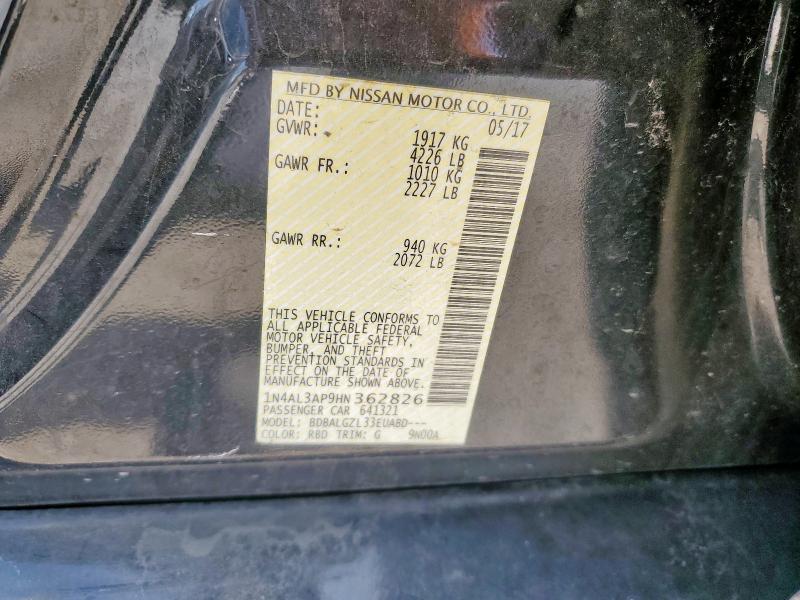 MFD BY NISSAN MOTOR CO., LTD.
DATE: 05/17
GVWR: 1917 KG
4226 LB
GAWR FR.: 1010 KG
2227 LB
GAWR RR.: 940 KG
2072 LB
THIS VEHICLE CONFORMS TO
ALL APPLICABLE FEDERAL
MOTOR VEHICLE SAFETY,
BUMPER, AND THEFT
PREVENTION STANDARDS IN
EFFECT ON THE DATE OF
MANUFACTURE SHOWN ABOVE.
1N4AL3AP9HN362826
PASSENGER CAR 641321
MODEL: BDBALGZL33EUABD---
COLOR: RBD TRIM: G 9N00A